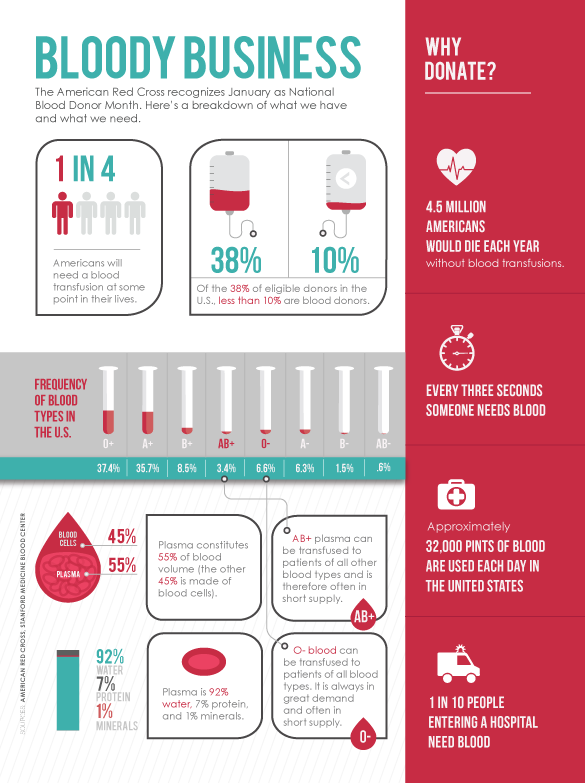 BLOODY BUSINESS
The American Red Cross recognizes January as National
Blood Donor Month. Here's a breakdown of what we have
and what we need.
1 IN 4
Americans will
need a blood
transfusion at some
point in their lives.
38%
10%
Of the 38% of eligible donors in the
U.S., less than 10% are blood donors.
FREQUENCY
OF BLOOD
TYPES IN
THE U.S.
O+ A+ B+ AB+ O- A- B- AB-
37.4% 35.7% 8.5% 3.4% 6.6% 6.3% 1.5% .6%
BLOOD
CELLS
45%
PLASMA
55%
Plasma constitutes
55% of blood
volume (the other
45% is made of
blood cells).
AB+ plasma can
be transfused to
patients of all other
blood types and is
therefore often in
short supply.
AB+
92%
WATER
7%
PROTEIN
1%
MINERALS
Plasma is 92%
water, 7% protein,
and 1% minerals.
O- blood can
be transfused to
patients of all blood
types. It is always in
great demand
and often in
short supply.
O-
SOURCES: AMERICAN RED CROSS, STANFORD MEDICINE BLOOD CENTER
WHY
DONATE?
4.5 MILLION
AMERICANS
WOULD DIE EACH YEAR
without blood transfusions.
EVERY THREE SECONDS
SOMEONE NEEDS BLOOD
Approximately
32,000 PINTS OF BLOOD
ARE USED EACH DAY IN
THE UNITED STATES
1 IN 10 PEOPLE
ENTERING A HOSPITAL
NEED BLOOD